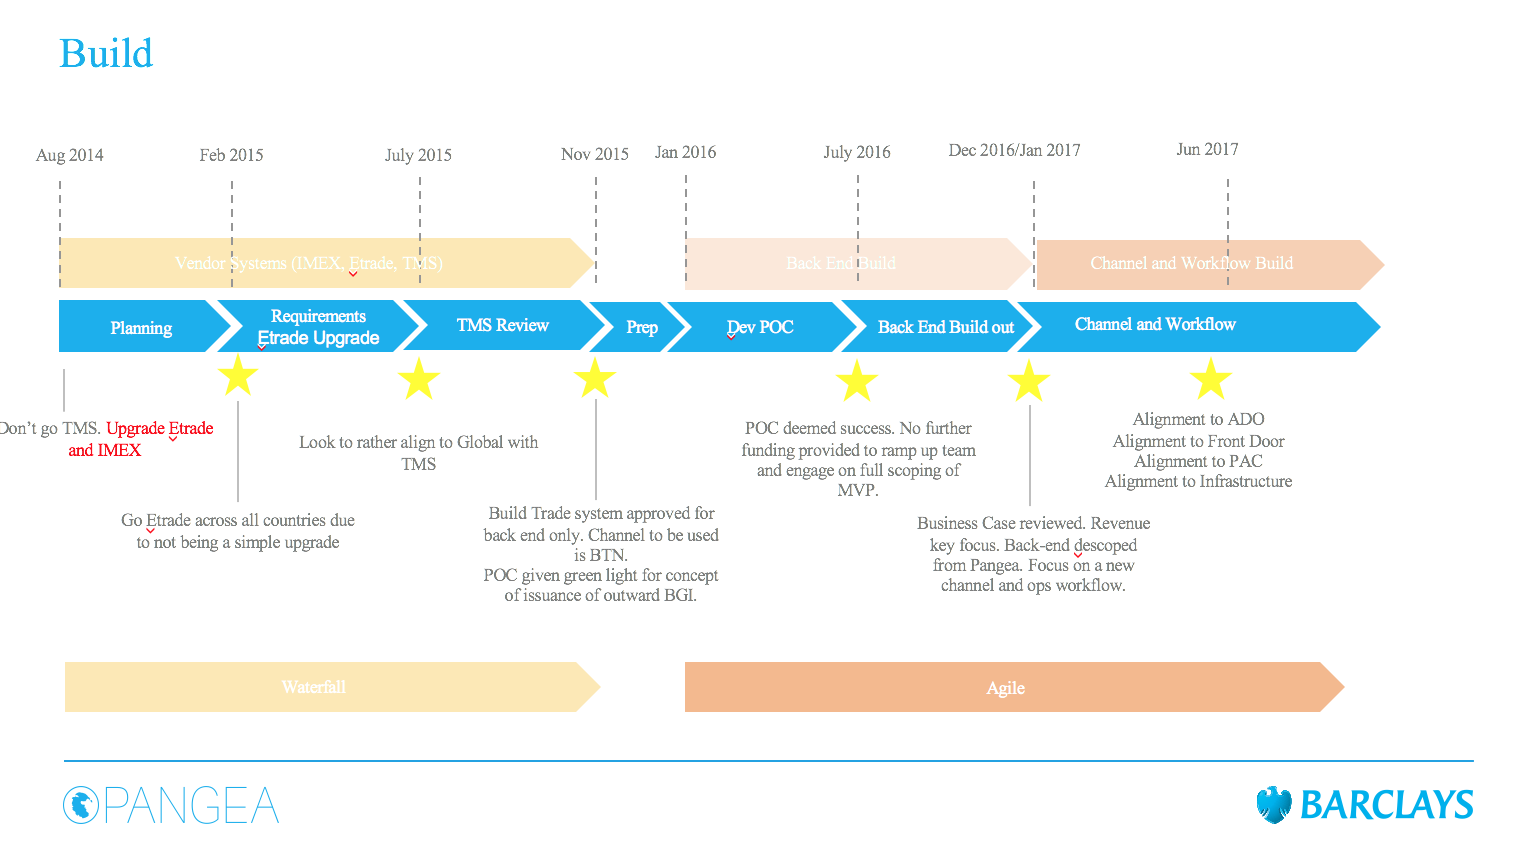 Build
Aug 2014
Feb 2015
July 2015
Nov 2015
Jan 2016
July 2016
Dec 2016/Jan 2017
Jun 2017
Vendor Systems (IMEX, Etrade, TMS)
Back End Build
Channel and Workflow Build
Planning
Requirements
Etrade Upgrade
TMS Review
Prep
Dev POC
Back End Build out
Channel and Workflow
Don't go TMS. Upgrade Etrade
and IMEX
Go Etrade across all countries due
to not being a simple upgrade
Look to rather align to Global with
TMS
Build Trade system approved for
back end only. Channel to be used
is BTN.
POC given green light for concept
of issuance of outward BGI.
POC deemed success. No further
funding provided to ramp up team
and engage on full scoping of
MVP.
Business Case reviewed. Revenue
key focus. Back-end descoped
from Pangea. Focus on a new
channel and ops workflow.
Alignment to ADO
Alignment to Front Door
Alignment to PAC
Alignment to Infrastructure
Waterfall
Agile
PANGEA
BARCLAYS